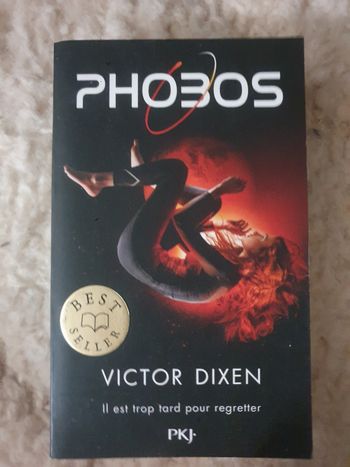 PHOBOS
BEST
SELLER
VICTOR DIXEN
Il est trop tard pour regretter
PKJ·